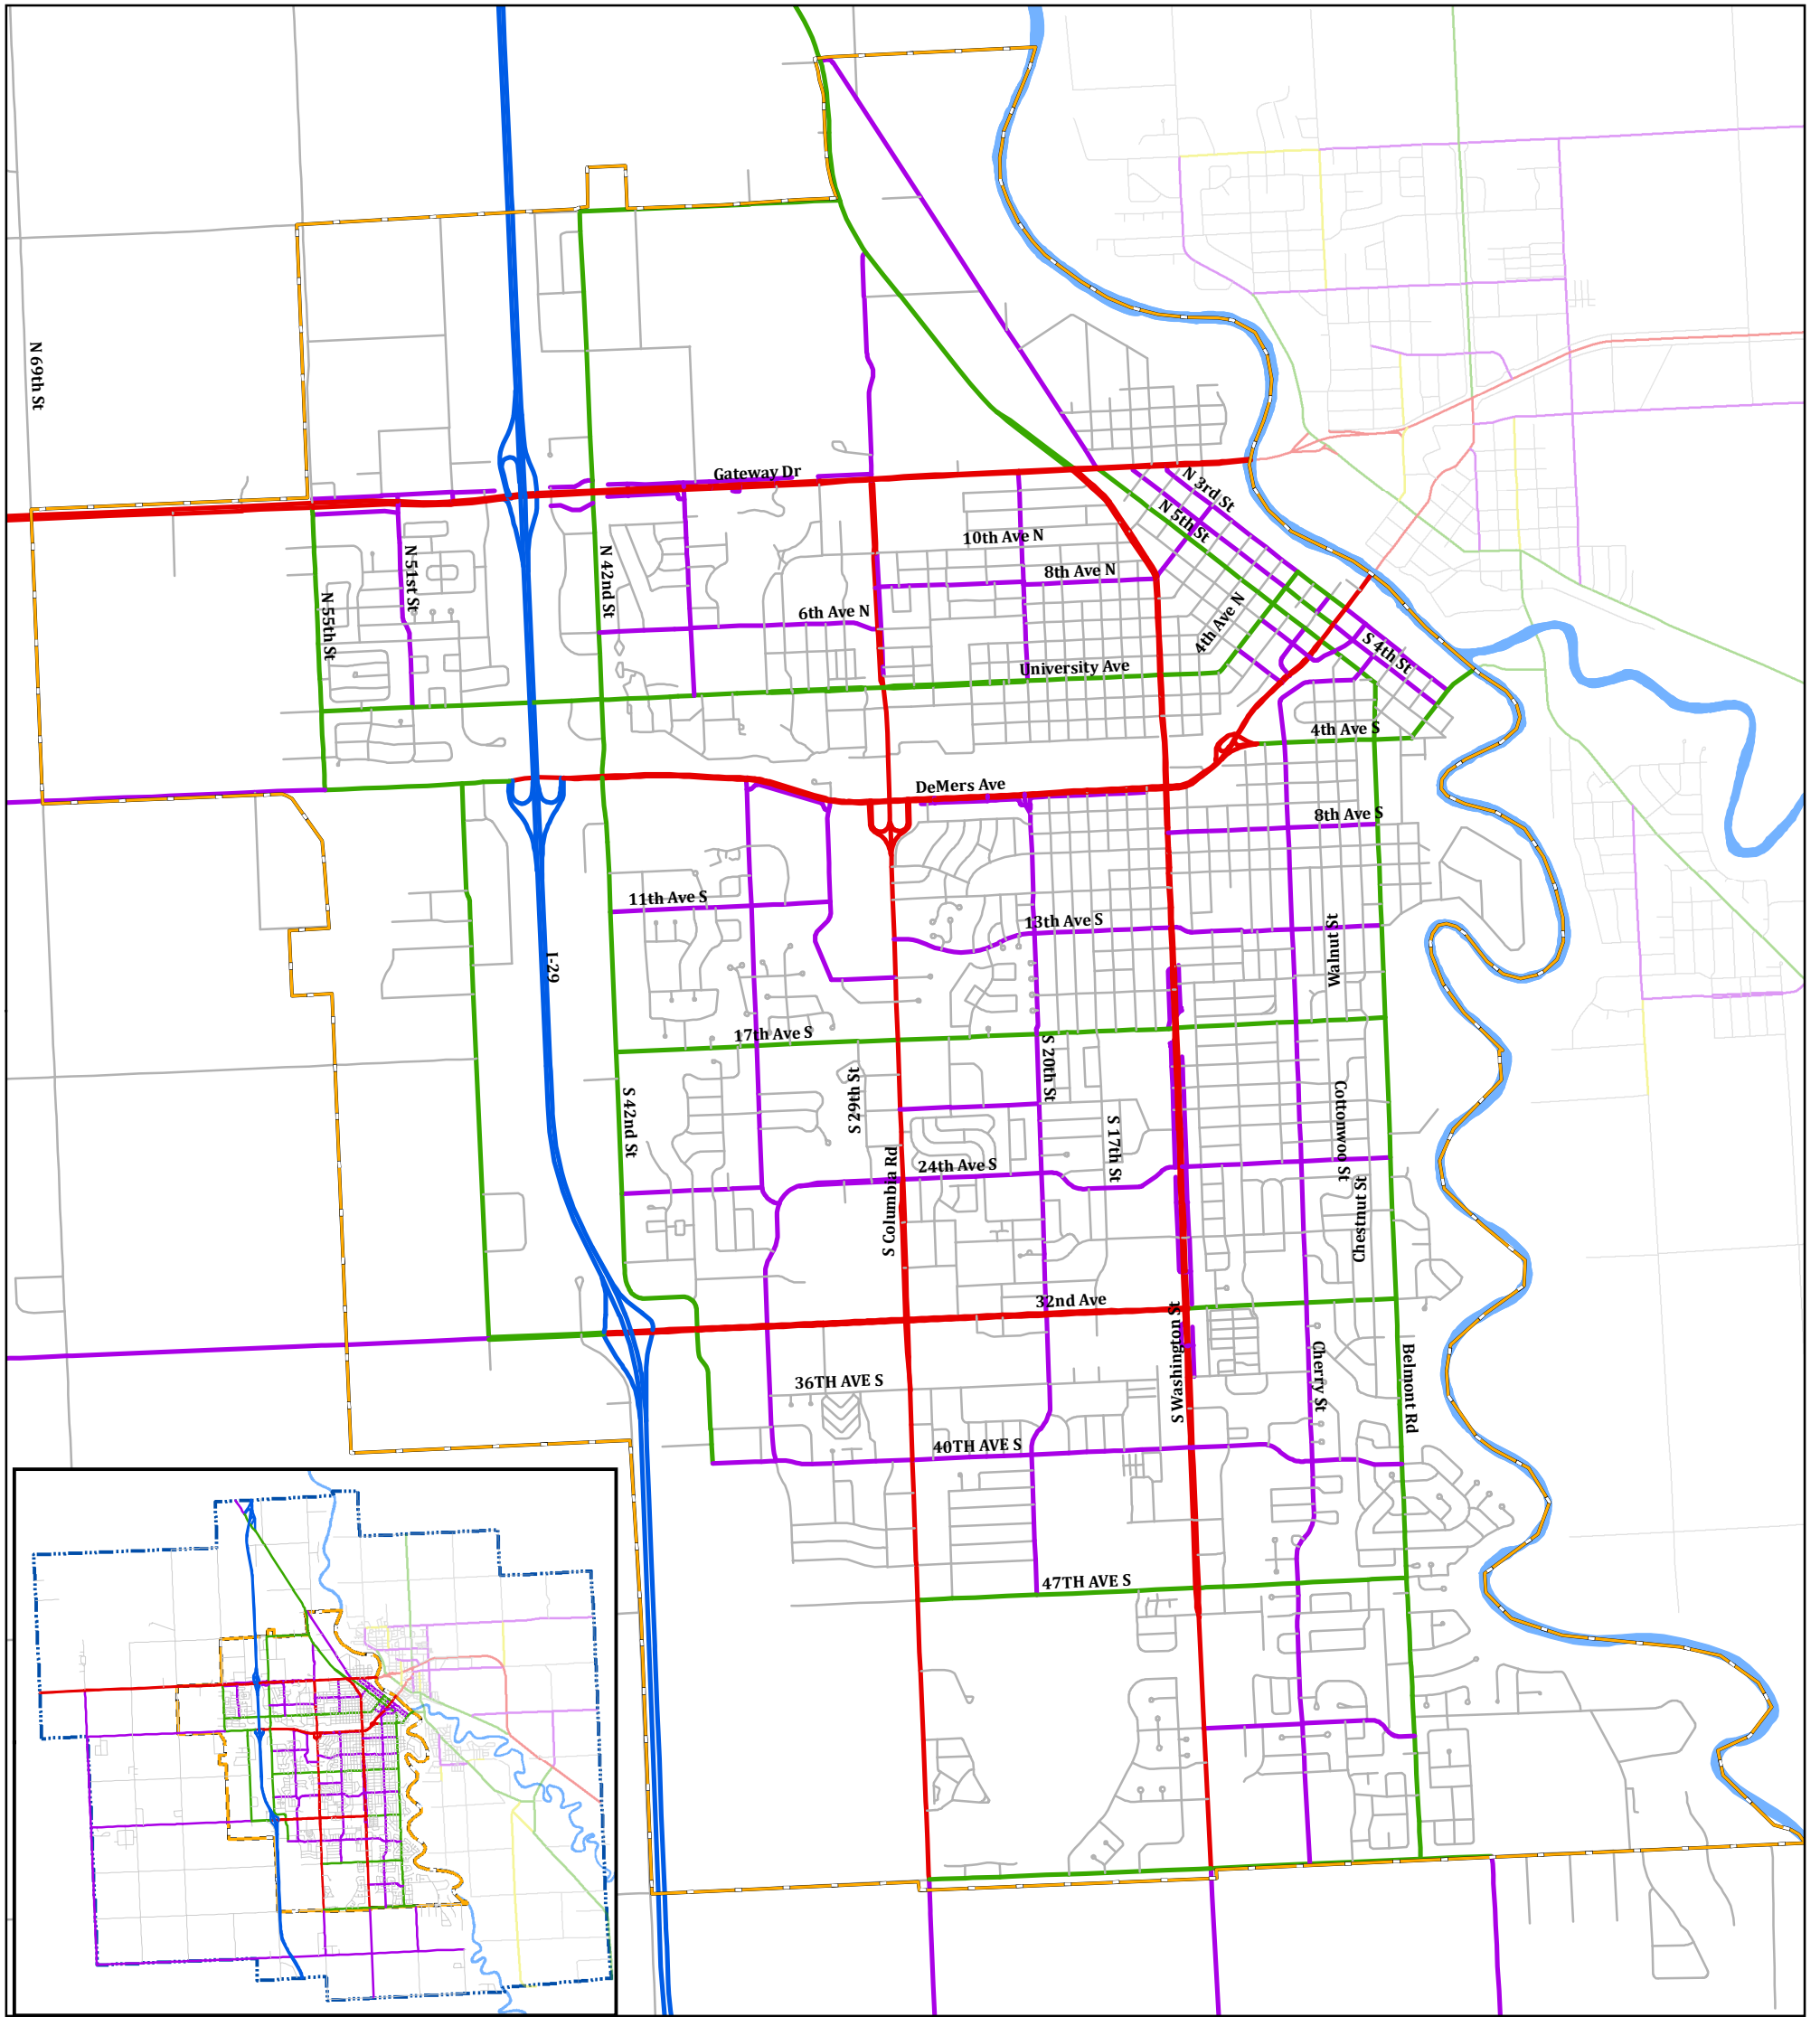 N 69th St
Gateway Dr
N 3rd St
N 5th St
10th Ave N
N 51st St
N 42nd St
8th Ave N
N 55th St
6th Ave N
4th Ave N
S 4th St
University Ave
4th Ave S
DeMers Ave
8th Ave S
11th Ave S
13th Ave S
Walnut St
I-29
17th Ave S
S 20th St
S 29th St
S 42nd St
Cottonwoo St
S 17th St
24th Ave S
S Columbia Rd
Chestnut St
32nd Ave
S Washington St
Cherry St
Belmont Rd
36TH AVE S
40TH AVE S
47TH AVE S